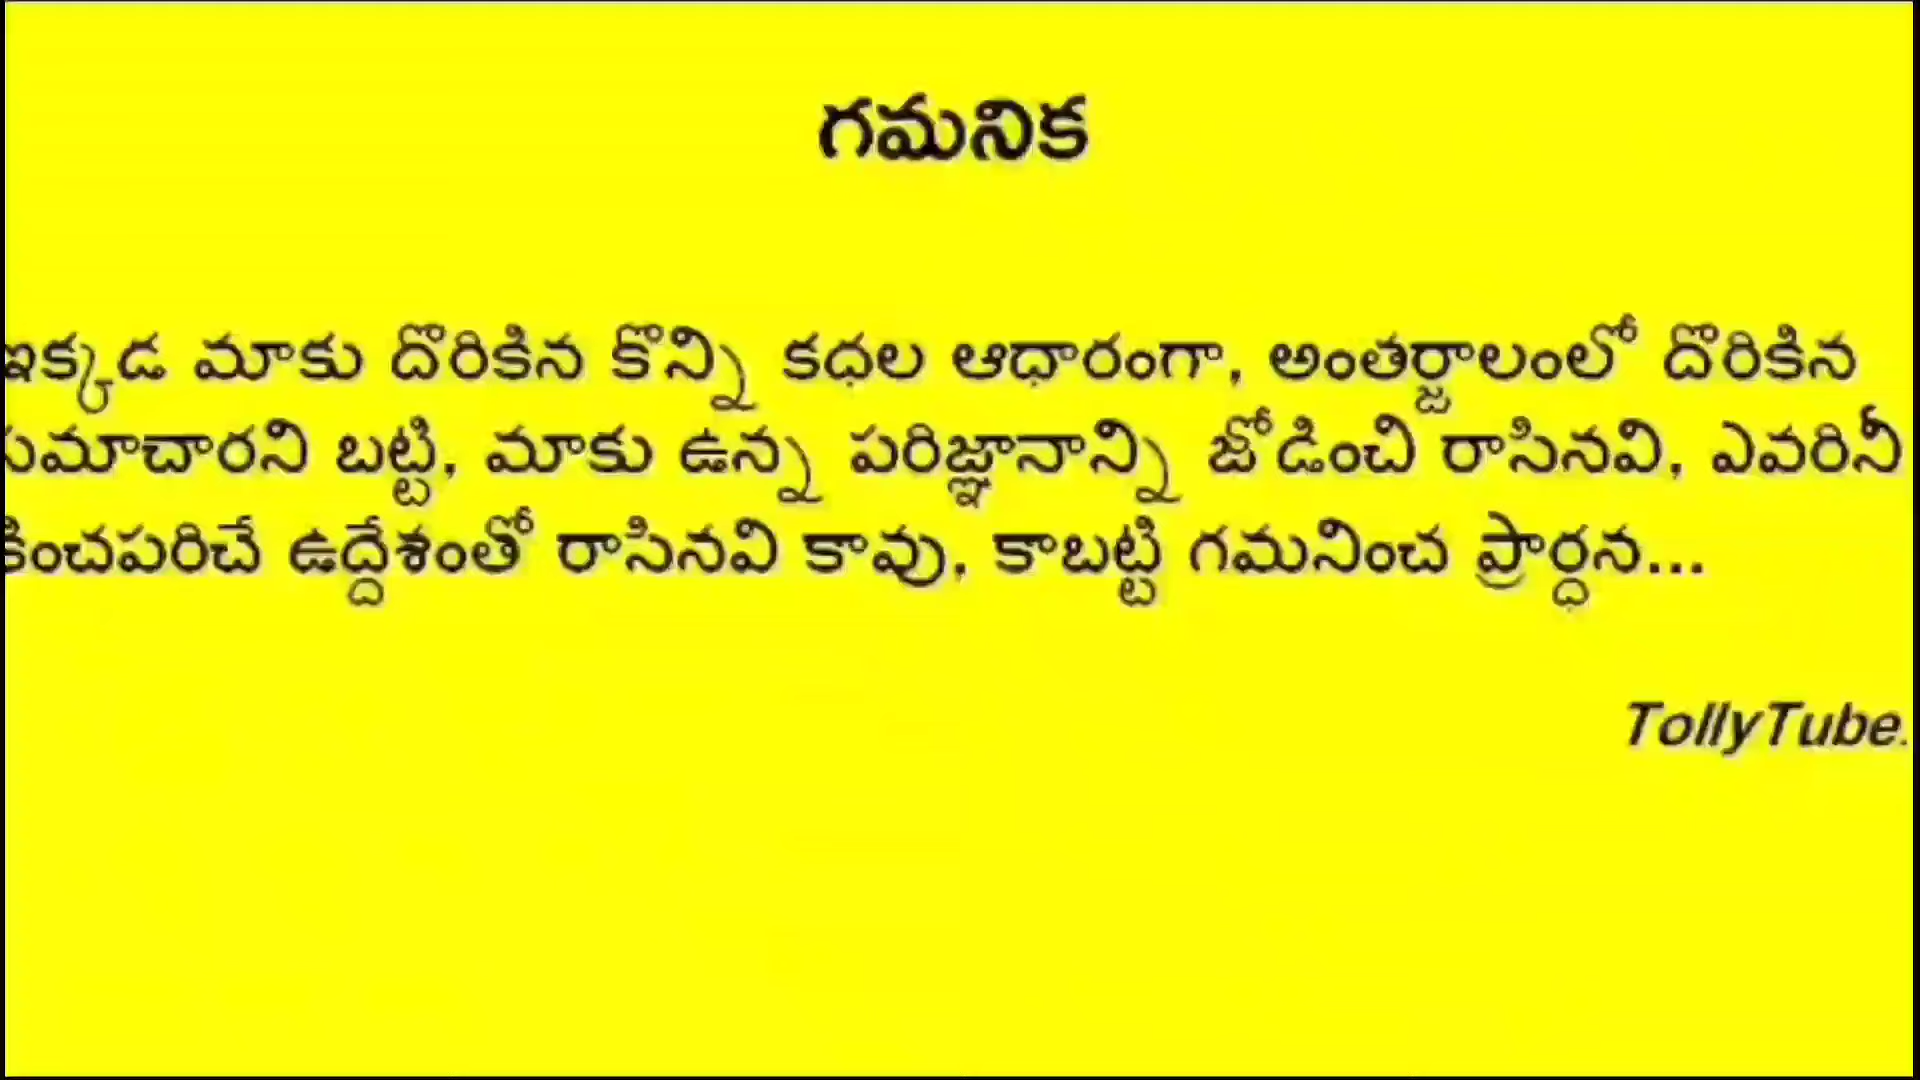 గమనిక
ఇక్కడ మాకు దొరికిన కొన్ని కధల ఆధారంగా, అంతర్జాలంలో దొరికిన
సమాచారని బట్టి, మాకు ఉన్న పరిజ్ఞానాన్ని జోడించి రాసినవి, ఎవరినీ
కించపరిచే ఉద్దేశంతో రాసినవి కావు, కాబట్టి గమనించ ప్రార్ధన...
TollyTube.